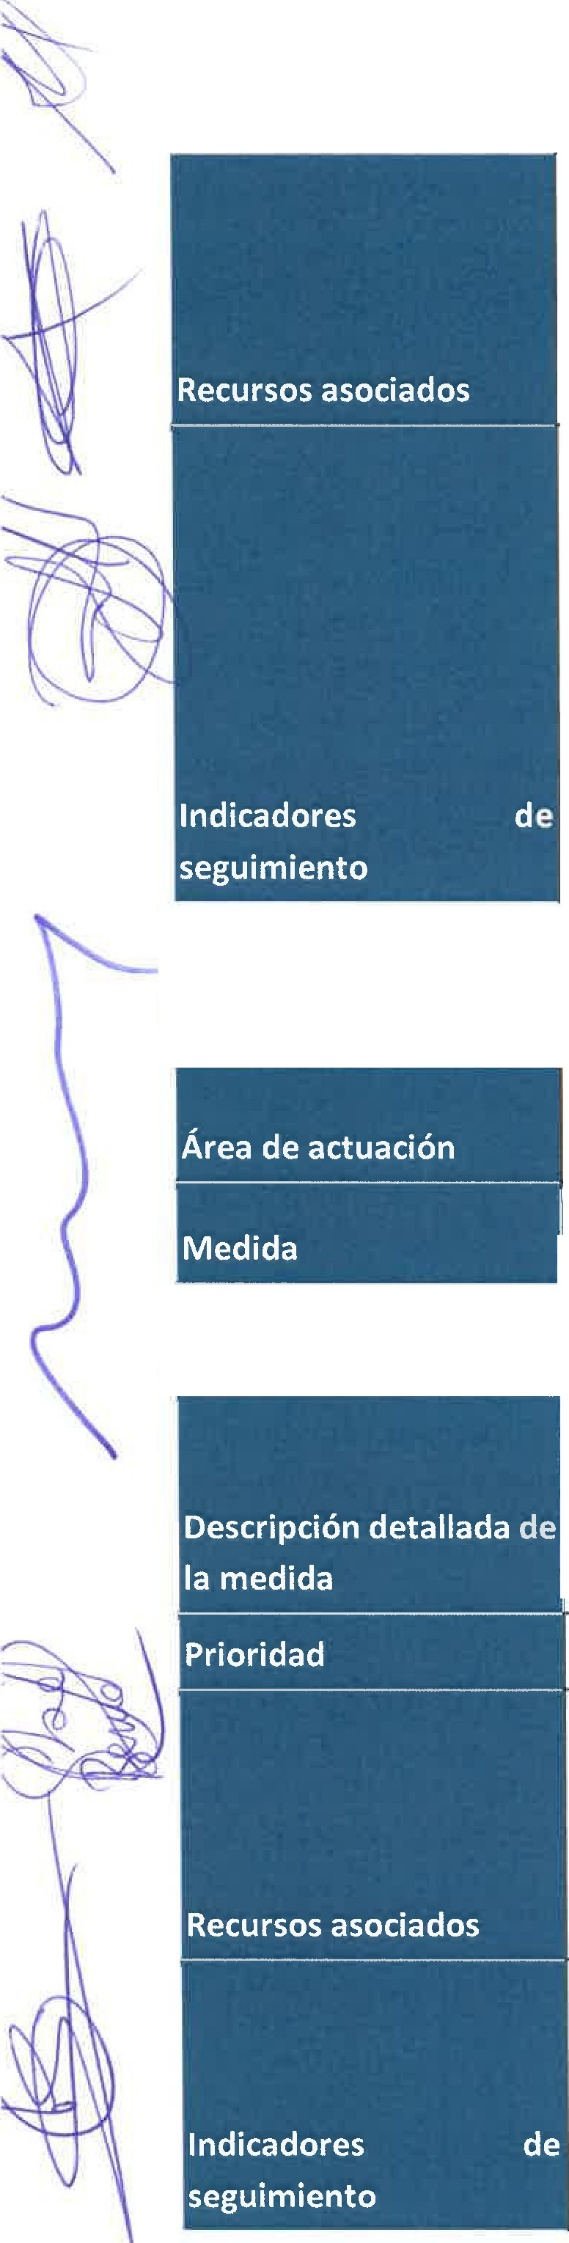 Recursos asociados
Indicadores de
seguimiento
Área de actuación
Medida
Descripción detallada de
la medida
Prioridad
Recursos asociados
Indicadores de
seguimiento